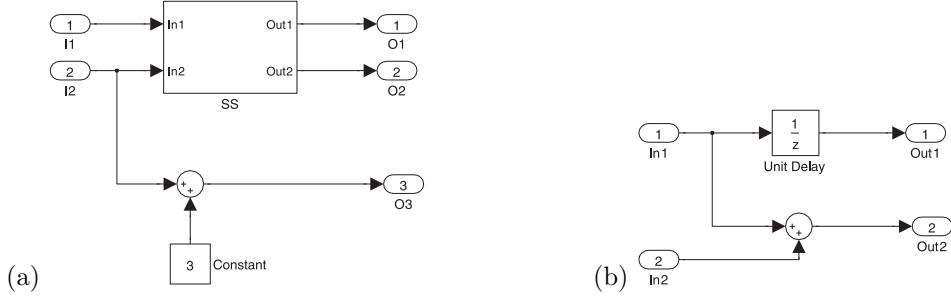 1
I1
In1
Out1
1
O1
2
I2
In2
Out2
2
O2
SS
+
+
3
O3
3
Constant
(a)
1
In1
1
z
Unit Delay
1
Out1
+
+
2
Out2
2
In2
(b)